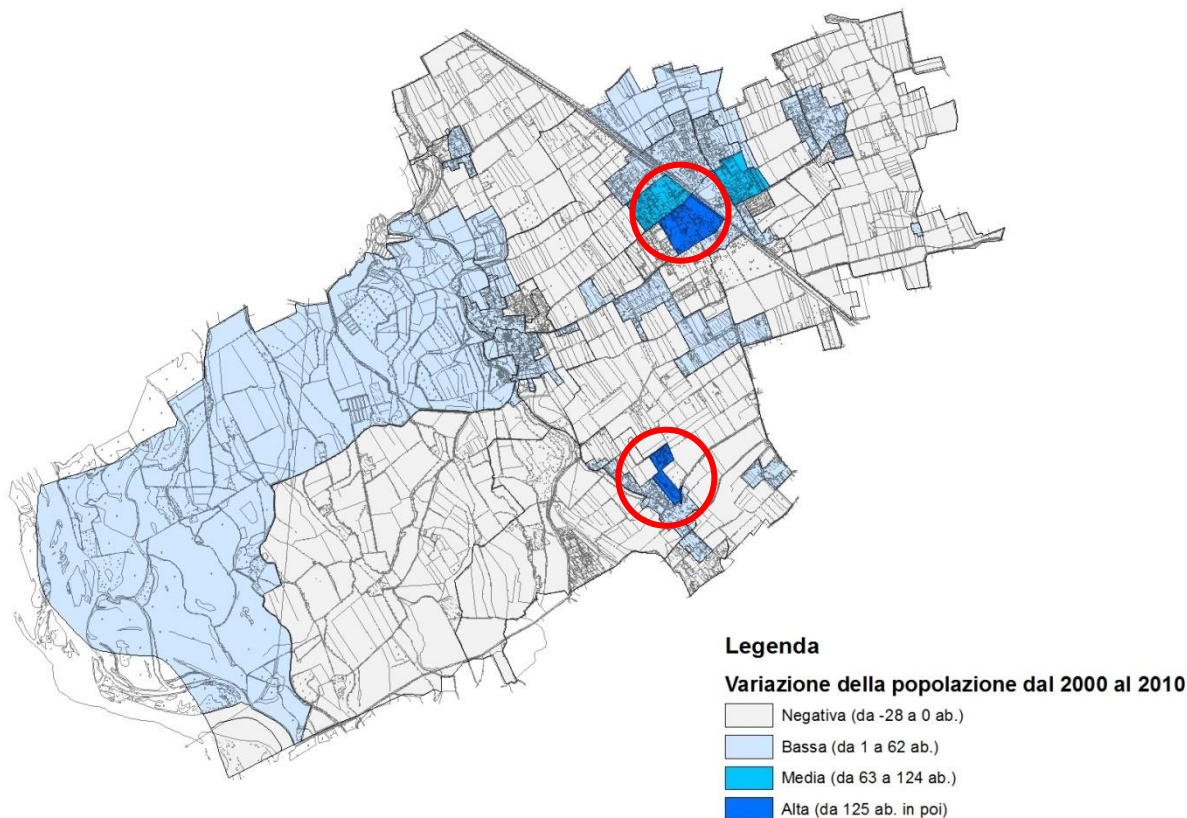 Legenda
Variazione della popolazione dal 2000 al 2010
Negativa (da -28 a 0 ab.)
Bassa (da 1 a 62 ab.)
Media (da 63 a 124 ab.)
Alta (da 125 ab. in poi)